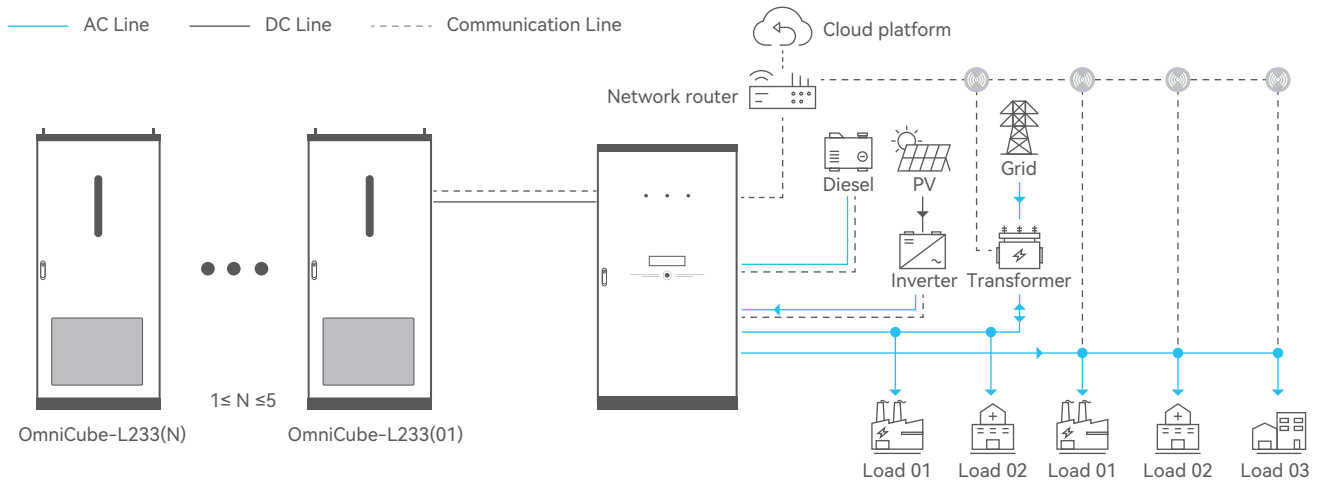 AC Line
DC Line
Communication Line
Cloud platform
Network router
Grid
Diesel
PV
Inverter
Transformer
1≤ N ≤5
OmniCube-L233(N)
OmniCube-L233(01)
Load 01
Load 02
Load 01
Load 02
Load 03